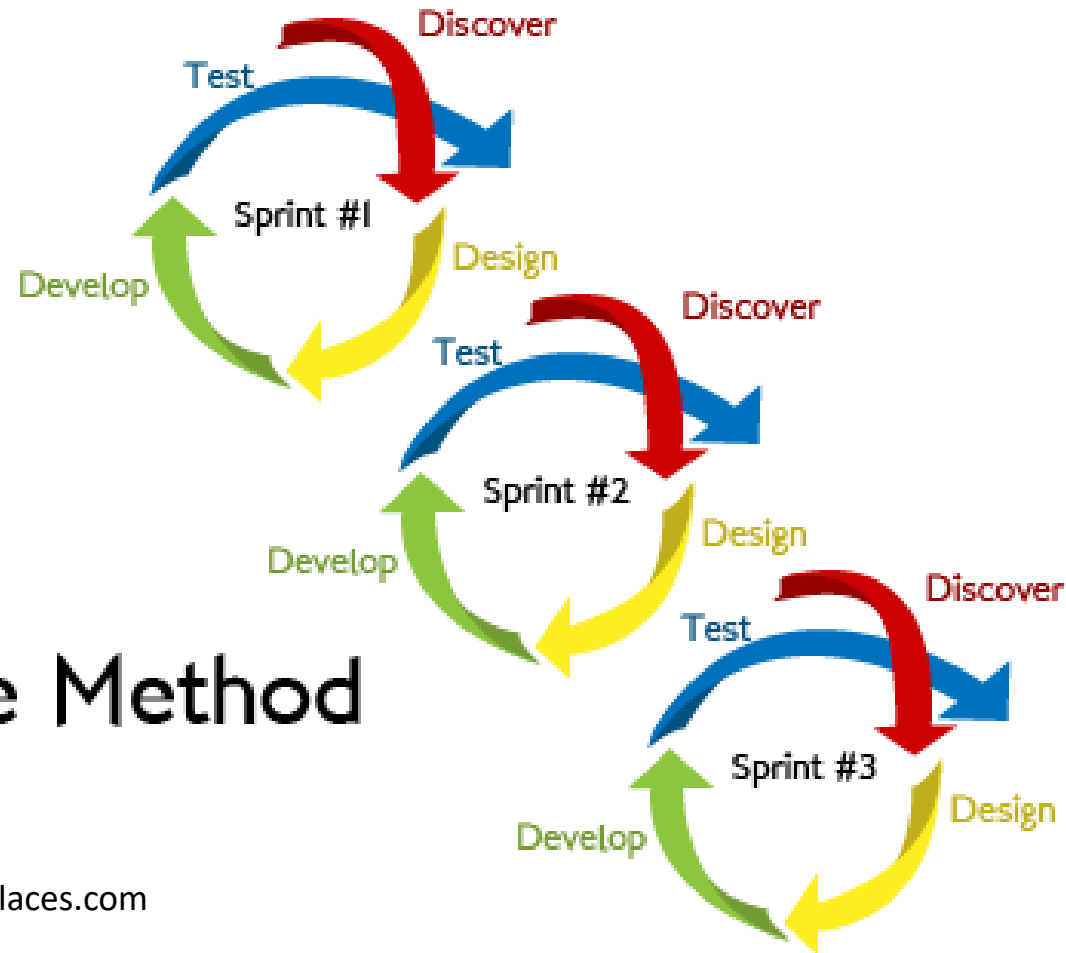 Discover
Test
Sprint #1
Design
Develop
Discover
Test
Sprint #2
Design
Develop
Discover
Test
e Method
Sprint #3
Design
Develop
laces.com